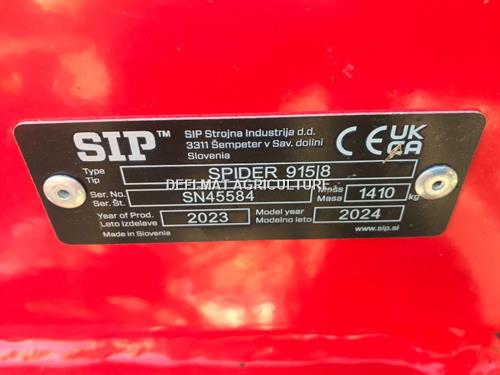 SIP™ SIP Strojna Industrija d.d.
3311 Šempeter v Sav. dolini
Slovenia
CE UK CA
Type
Tip SPIDER 915|8
DEFI MAT AGRICULTURE
Ser. No.
Ser. Št. SN45584 Mass
Masa 1410 kg
Year of Prod.
Leto izdelave 2023 Model year
Modelno leto 2024
Made in Slovenia www.sip.si